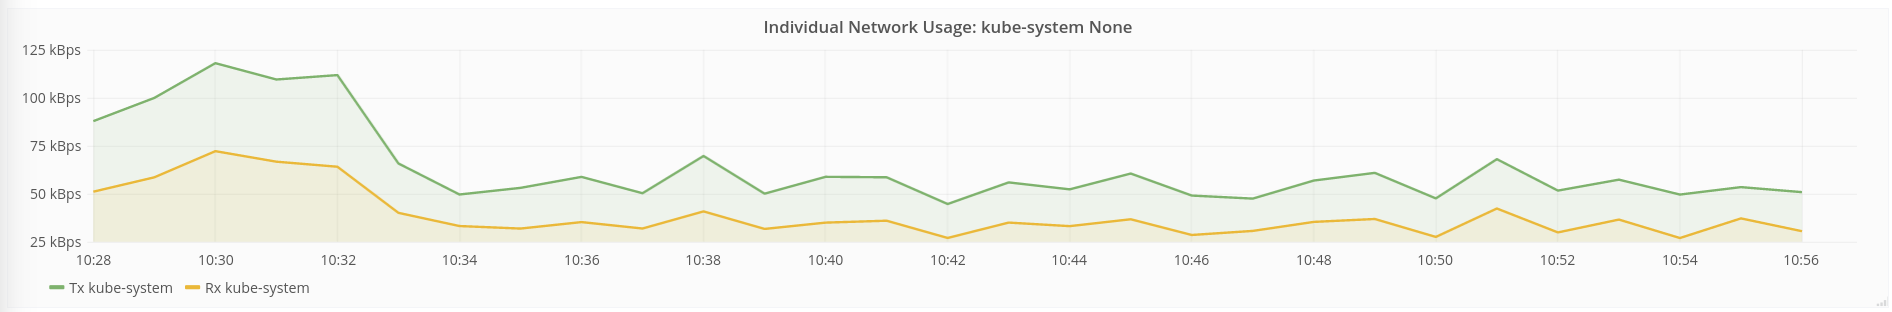 Individual Network Usage: kube-system None
125 kBps
100 kBps
75 kBps
50 kBps
25 kBps
10:28 10:30 10:32 10:34 10:36 10:38 10:40 10:42 10:44 10:46 10:48 10:50 10:52 10:54 10:56
Tx kube-system Rx kube-system